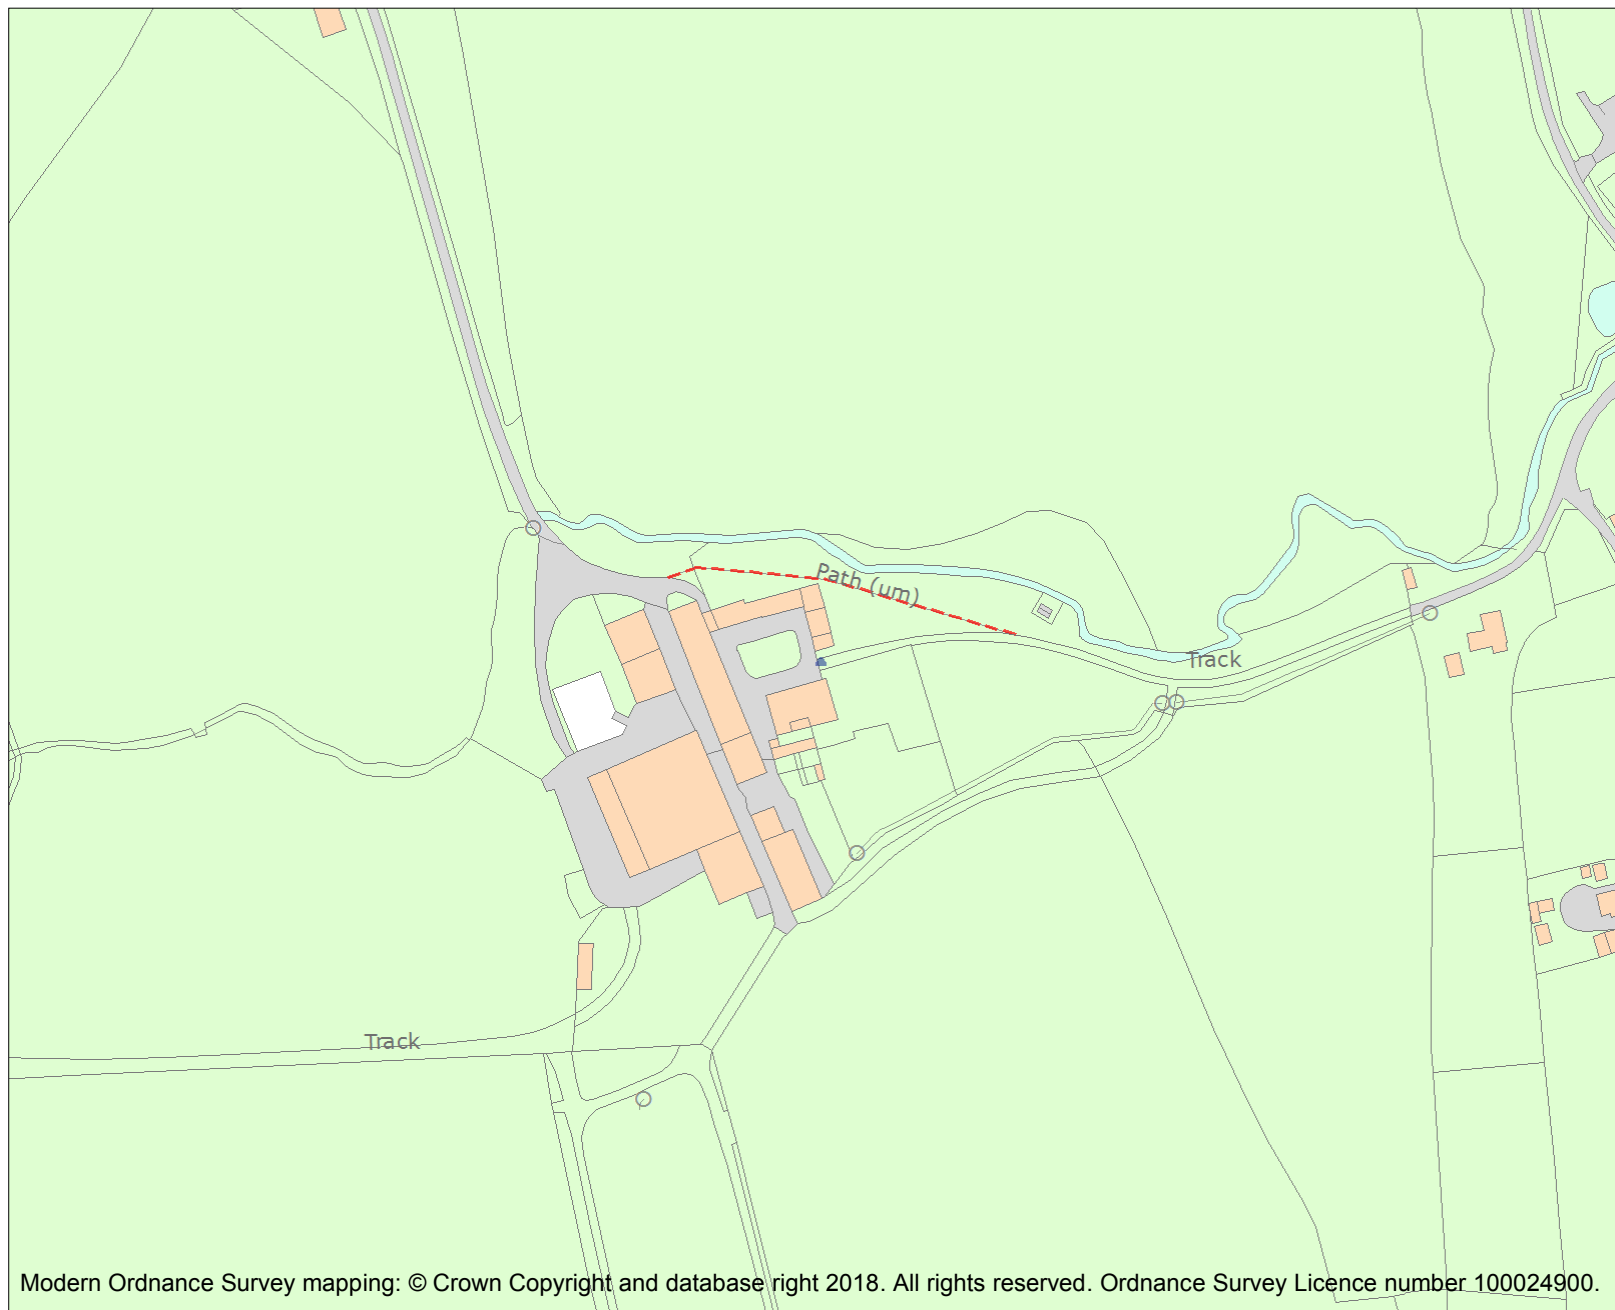 Path (um)
Track
Track
Modern Ordnance Survey mapping: © Crown Copyright and database right 2018. All rights reserved. Ordnance Survey Licence number 100024900.